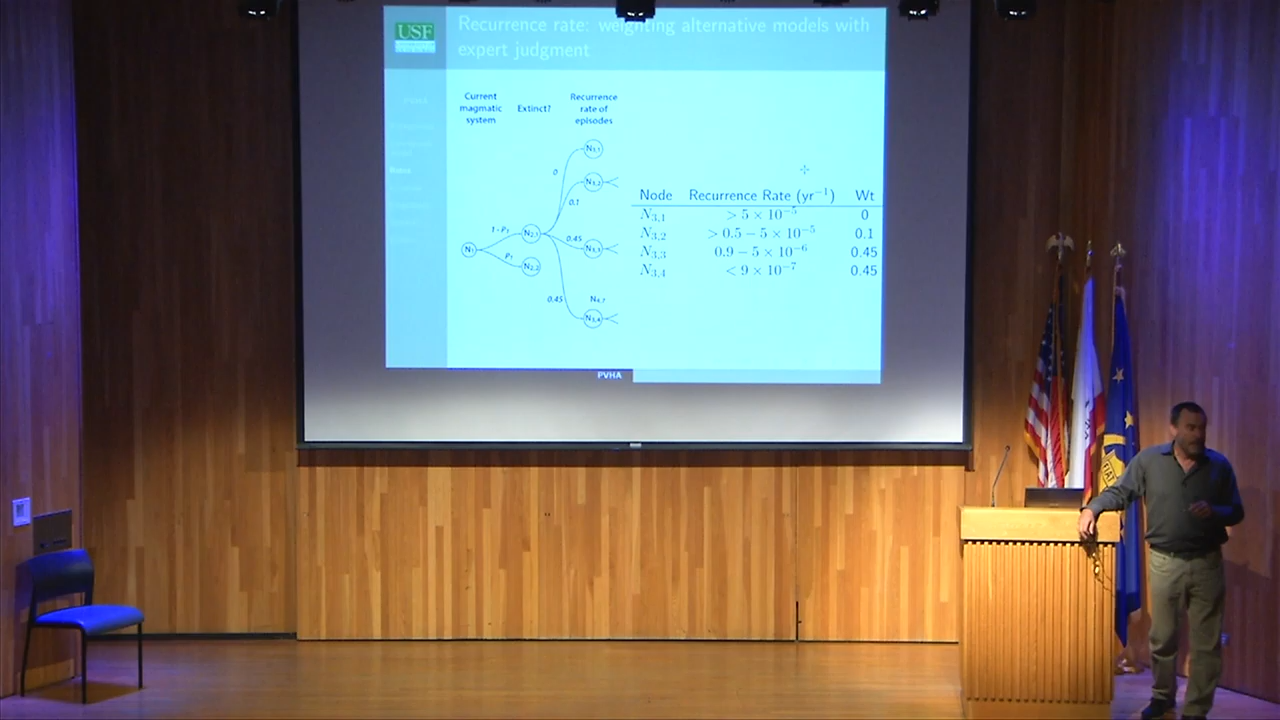 USF
Recurrence rate: weighting alternative models with
expert judgment
PVHA
Current
magmatic
system
Extinct?
Recurrence
rate of
episodes
N₃,₁
0
N₃,₂
0.1
1-P₁
N₁
N₂,₁
0.45
N₃,₃
P₁
N₂,₂
0.45
N₄,₇
N₃,₄
Node Recurrence Rate (yr⁻¹) Wt
N₃,₁ > 5 × 10⁻⁵ 0
N₃,₂ > 0.5 – 5 × 10⁻⁵ 0.1
N₃,₃ 0.9 – 5 × 10⁻⁶ 0.45
N₃,₄ < 9 × 10⁻⁷ 0.45
PVHA